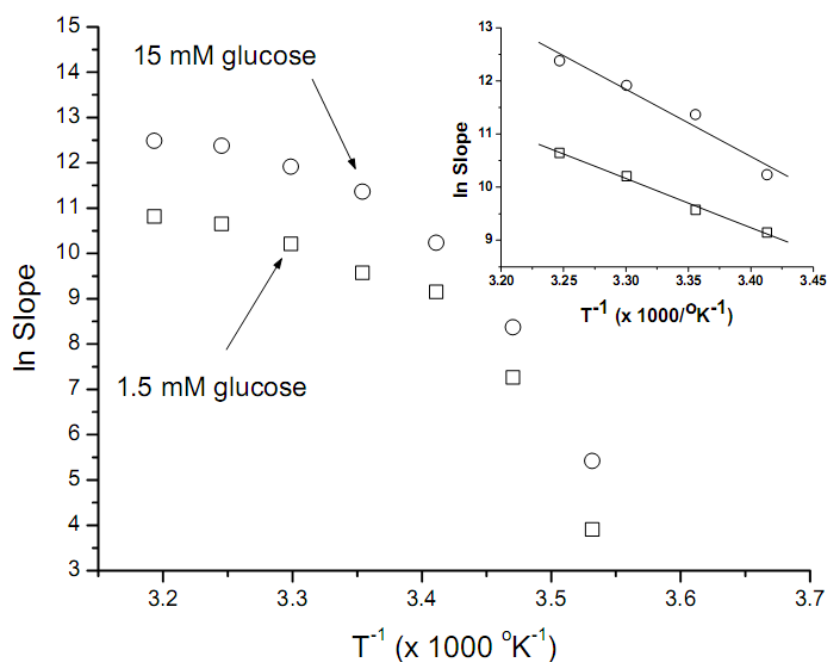 15
14
13
12
11
10
9
8
7
6
5
4
3
ln Slope
15 mM glucose
1.5 mM glucose
3.2 3.3 3.4 3.5 3.6 3.7
T⁻¹ (x 1000 ᵒK⁻¹)
13
12
11
10
9
ln Slope
3.20 3.25 3.30 3.35 3.40 3.45
T⁻¹ (x 1000/ᵒK⁻¹)